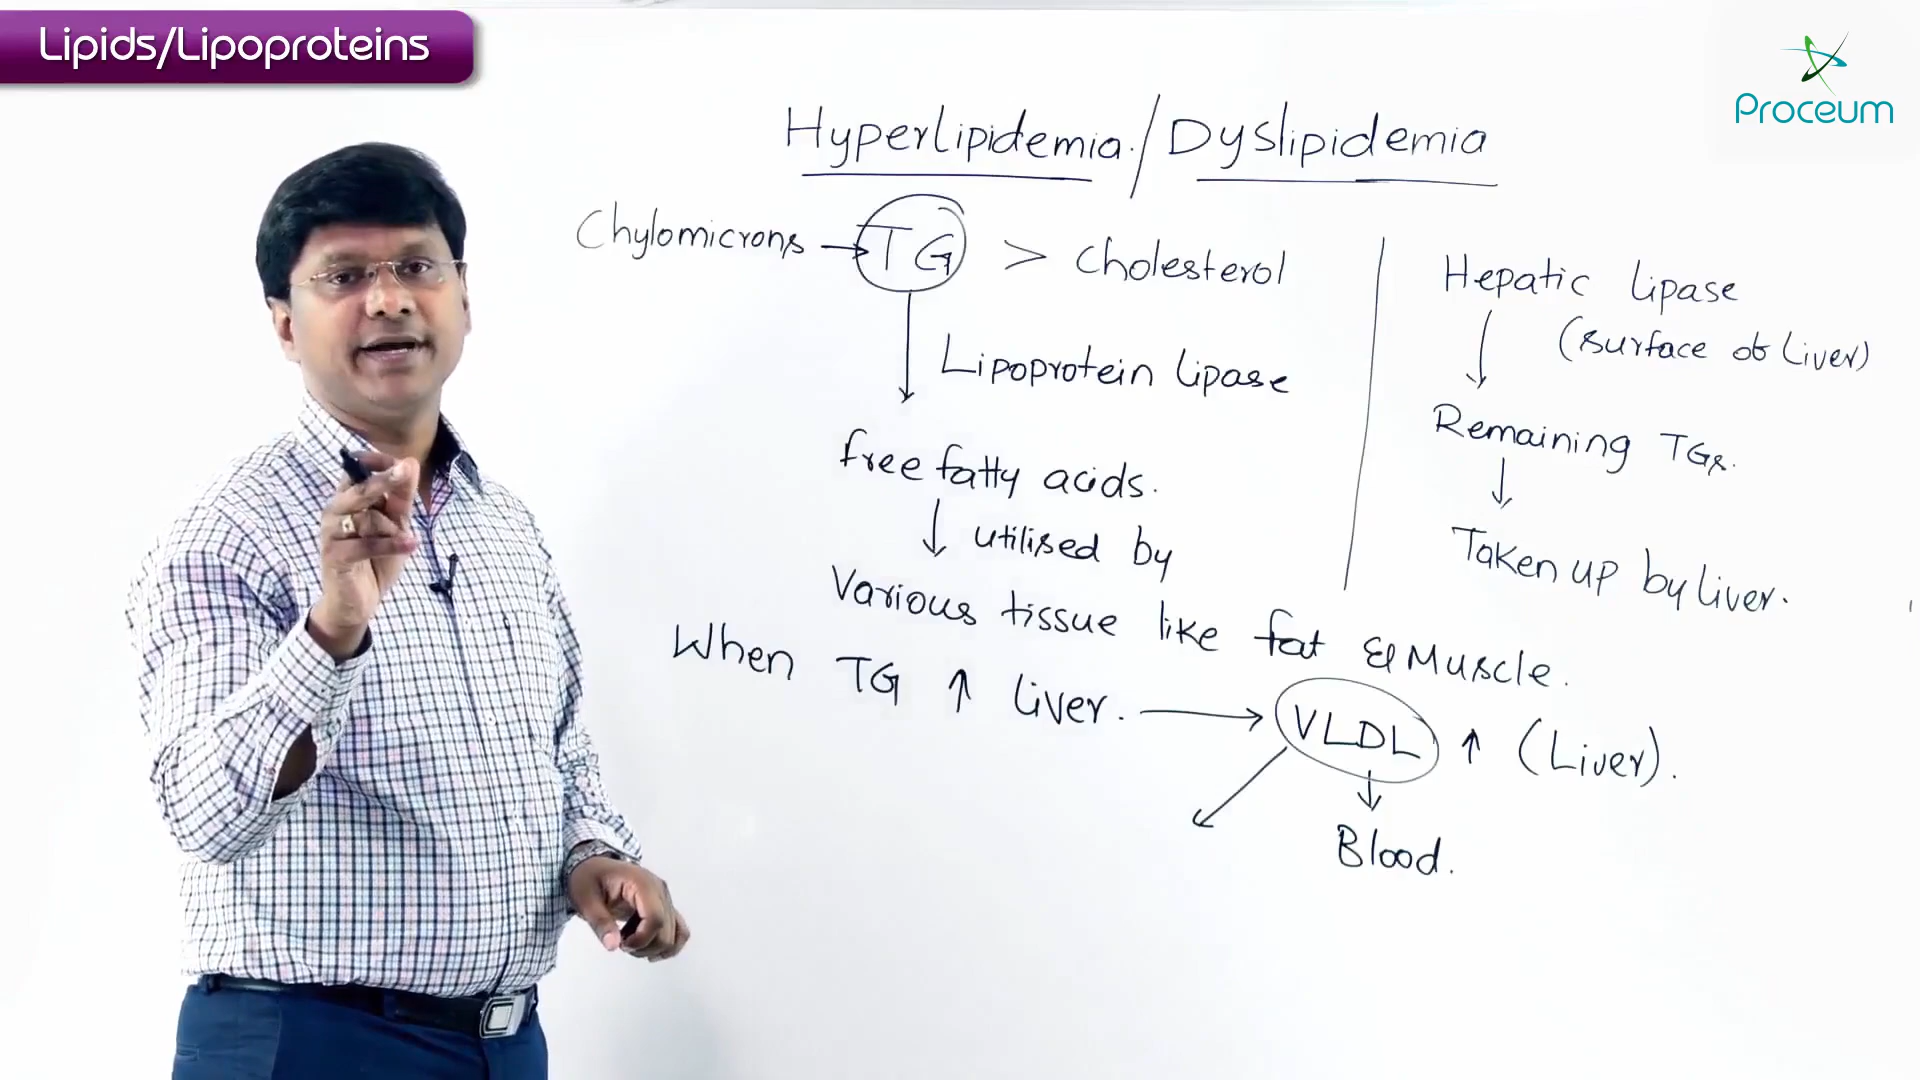 Lipids/Lipoproteins
Proceum
Hyperlipidemia/Dyslipidemia
Chylomicrons → TG > Cholesterol
↓ Lipoprotein lipase
free fatty acids.
↓ utilised by
Various tissue like fat & Muscle.
When TG ↑ Liver. → VLDL ↑ (Liver).
↓
Blood.
Hepatic lipase
↓ (surface of Liver)
Remaining TGs.
↓
Taken up by liver.